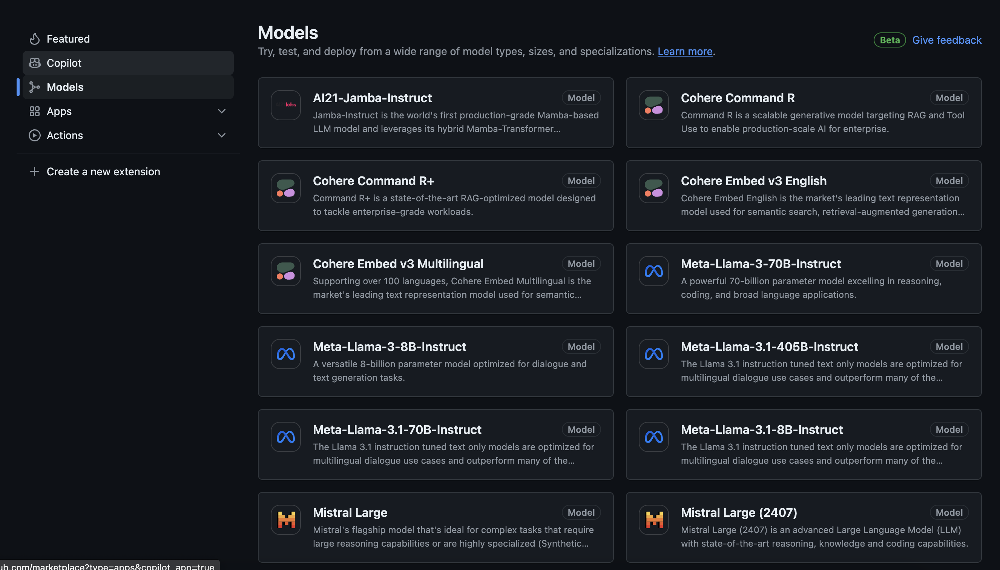 Featured
Copilot
Models
Apps
Actions
Create a new extension
Models
Try, test, and deploy from a wide range of model types, sizes, and specializations. Learn more.
Beta
Give feedback
AI21labs
AI21-Jamba-Instruct
Model
Jamba-Instruct is the world's first production-grade Mamba-based
LLM model and leverages its hybrid Mamba-Transformer...
Cohere Command R
Model
Command R is a scalable generative model targeting RAG and Tool
Use to enable production-scale AI for enterprise.
Cohere Command R+
Model
Command R+ is a state-of-the-art RAG-optimized model designed
to tackle enterprise-grade workloads.
Cohere Embed v3 English
Model
Cohere Embed English is the market's leading text representation
model used for semantic search, retrieval-augmented generation...
Cohere Embed v3 Multilingual
Model
Supporting over 100 languages, Cohere Embed Multilingual is the
market's leading text representation model used for semantic...
Meta-Llama-3-70B-Instruct
Model
A powerful 70-billion parameter model excelling in reasoning,
coding, and broad language applications.
Meta-Llama-3-8B-Instruct
Model
A versatile 8-billion parameter model optimized for dialogue and
text generation tasks.
Meta-Llama-3.1-405B-Instruct
Model
The Llama 3.1 instruction tuned text only models are optimized for
multilingual dialogue use cases and outperform many of the...
Meta-Llama-3.1-70B-Instruct
Model
The Llama 3.1 instruction tuned text only models are optimized for
multilingual dialogue use cases and outperform many of the...
Meta-Llama-3.1-8B-Instruct
Model
The Llama 3.1 instruction tuned text only models are optimized for
multilingual dialogue use cases and outperform many of the...
Mistral Large
Model
Mistral's flagship model that's ideal for complex tasks that require
large reasoning capabilities or are highly specialized (Synthetic...
Mistral Large (2407)
Model
Mistral Large (2407) is an advanced Large Language Model (LLM)
with state-of-the-art reasoning, knowledge and coding capabilities.
ub.com/marketplace?type=apps&copilot_app=true